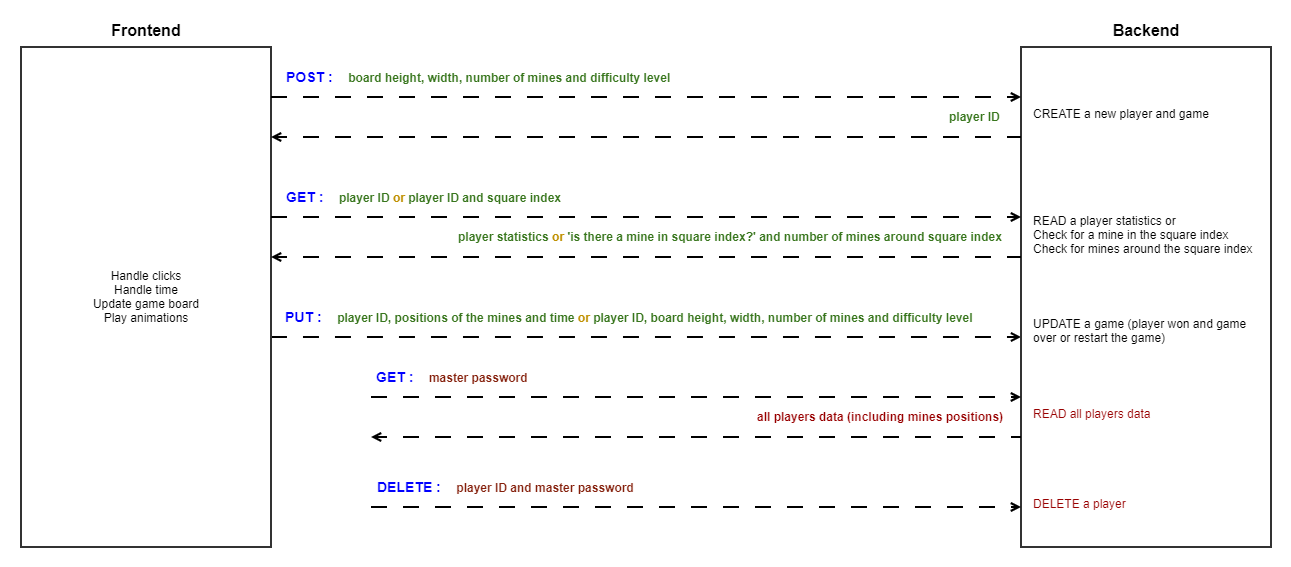 Frontend
Backend
POST : board height, width, number of mines and difficulty level
player ID
CREATE a new player and game
GET : player ID or player ID and square index
player statistics or 'is there a mine in square index?' and number of mines around square index
READ a player statistics or
Check for a mine in the square index
Check for mines around the square index
Handle clicks
Handle time
Update game board
Play animations
PUT : player ID, positions of the mines and time or player ID, board height, width, number of mines and difficulty level
UPDATE a game (player won and game
over or restart the game)
GET : master password
all players data (including mines positions)
READ all players data
DELETE : player ID and master password
DELETE a player